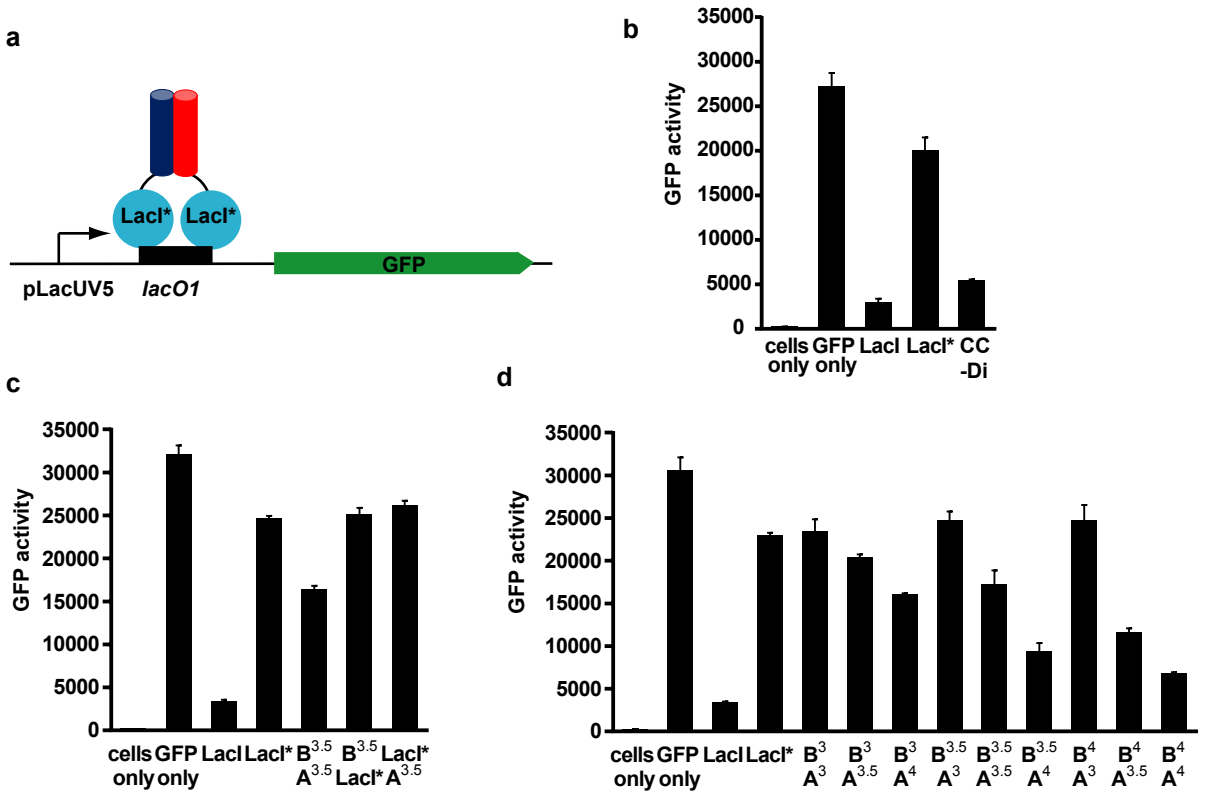 a
LacI* LacI*
GFP
pLacUV5 lacO1
b
GFP activity
35000
30000
25000
20000
15000
10000
5000
0
cells GFP LacI LacI* CC
only only -Di
c
GFP activity
35000
30000
25000
20000
15000
10000
5000
0
cells GFP LacI LacI* B3.5 B3.5 LacI*
only only A3.5 LacI* A3.5
d
GFP activity
35000
30000
25000
20000
15000
10000
5000
0
cells GFP LacI LacI* B3 B3 B3 B3.5 B3.5 B3.5 B4 B4 B4
only only A3 A3.5 A4 A3 A3.5 A4 A3 A3.5 A4